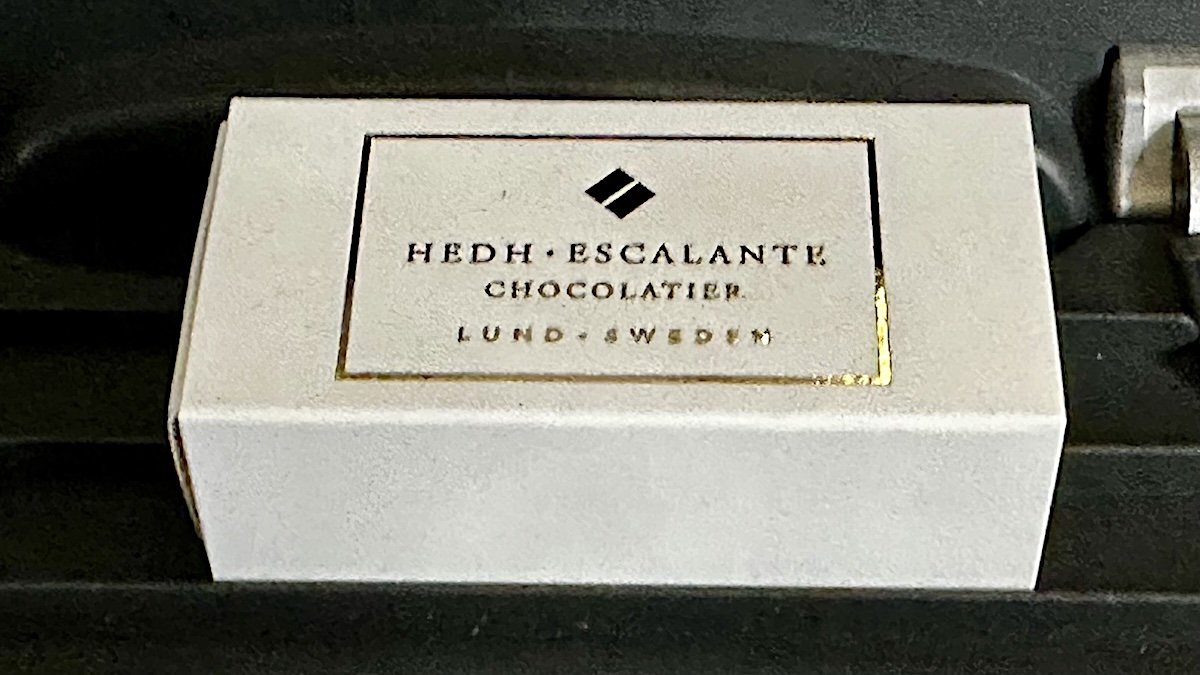 HEDH · ESCALANTE
CHOCOLATIER
LUND · SWEDEN